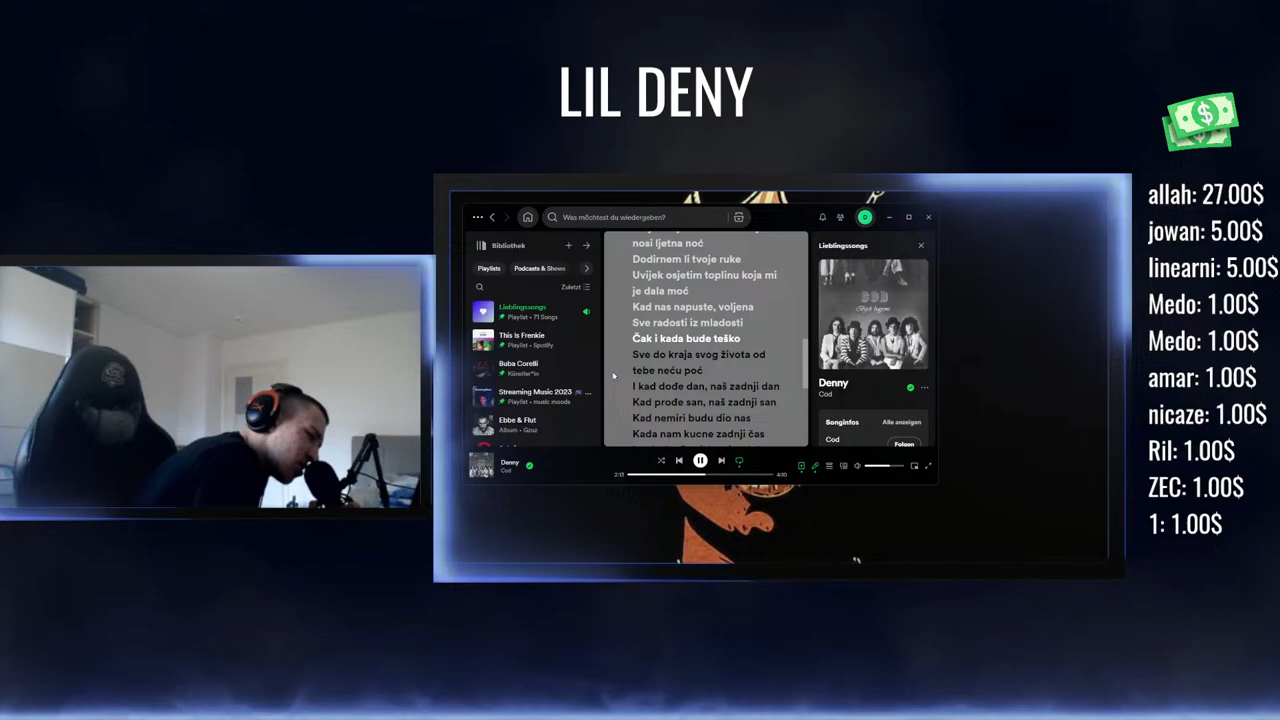 LIL DENY
Was möchtest du wiedergeben?
D
Bibliothek
Playlists
Podcasts & Shows
Zuletzt
Lieblingssongs
Playlist • 71 Songs
This Is Frenkie
Playlist • Spotify
Buba Corelli
Künstler*in
Streaming Music 2023
Playlist • music moods
Ebbe & Flut
Album • Gzuz
nosi ljetna noć
Dodirnem li tvoje ruke
Uvijek osjetim toplinu koja mi
je dala moć
Kad nas napuste, voljena
Sve radosti iz mladosti
Čak i kada bude teško
Sve do kraja svog života od
tebe neću poć
I kad dođe dan, naš zadnji dan
Kad prođe san, naš zadnji san
Kad nemiri budu dio nas
Kada nam kucne zadnji čas
Lieblingssongs
COD
Denny
Cod
Songinfos
Alle anzeigen
Cod
Folgen
Denny
Cod
2:13
4:10
allah: 27.00$
jowan: 5.00$
linearni: 5.00$
Medo: 1.00$
Medo: 1.00$
amar: 1.00$
nicaze: 1.00$
Ril: 1.00$
ZEC: 1.00$
1: 1.00$